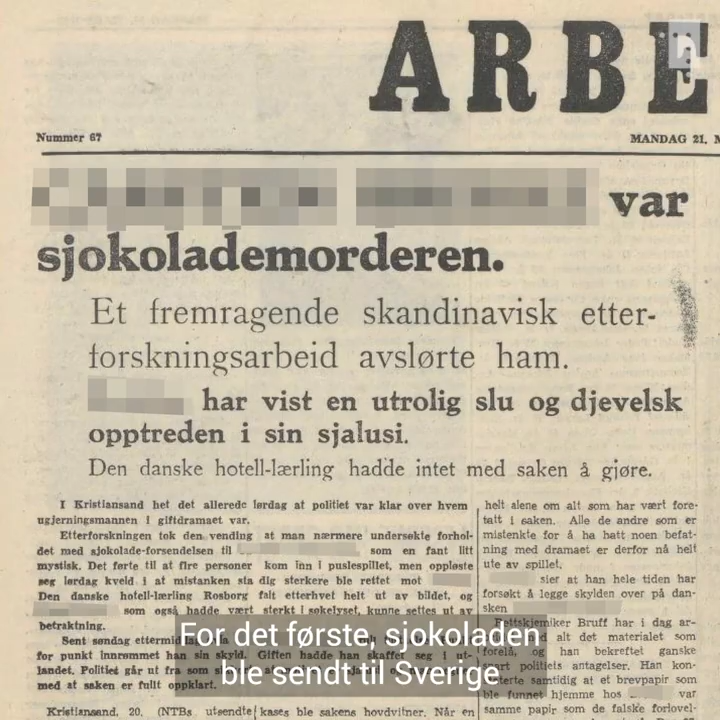 ARBE
Nummer 67
MANDAG 21. M
var
sjokolademorderen.
Et fremragende skandinavisk etter-
forskningsarbeid avslørte ham.
har vist en utrolig slu og djevelsk
opptreden i sin sjalusi.
Den danske hotell-lærling hadde intet med saken å gjøre.
I Kristiansand het det allerede lørdag at politiet var klar over hvem
ugjerningsmannen i giftdramaet var.
Etterforskningen tok den vending at man nærmere undersøkte forhol-
det med sjokolade-forsendelsen til som en fant litt
mystisk. Det førte til at fire personer kom inn i puslespillet, men oppløste
seg lørdag kveld i at mistanken sta dig sterkere ble rettet mot
Den danske hotell-lærling Rosborg falt etterhvet helt ut av bildet, og
som også hadde vært sterkt i søkelyset, kunne settes ut av
betraktning.
Sent søndag ettermid
for punkt innrømmet han sin skyld. Giften hadde han skaffet seg i ut-
landet. Politiet går ut fra som
med at saken er fullt oppklart.
Kristiansand, 20. (NTBs utsendte
kases ble sakens hovdvitner. Når en
helt alene om alt som har vært fore-
tatt i saken. Alle de andre som er
mistenkte for å ha hatt noen befat-
ning med dramaet er derfor nå helt
ute av spillet.
sier at han hele tiden har
forsøkt å legge skylden over på dan-
sken
Rettskjemiker Bruff har i dag ar-
alt det materialet som
forelå, og han bekreftet ganske
politiets antagelser. Han kon-
terte samtidig at et brevpapir som
ble funnet hjemme hos var
samme papir som de falske forlovel-
For det første, sjokoladen
ble sendt til Sverige